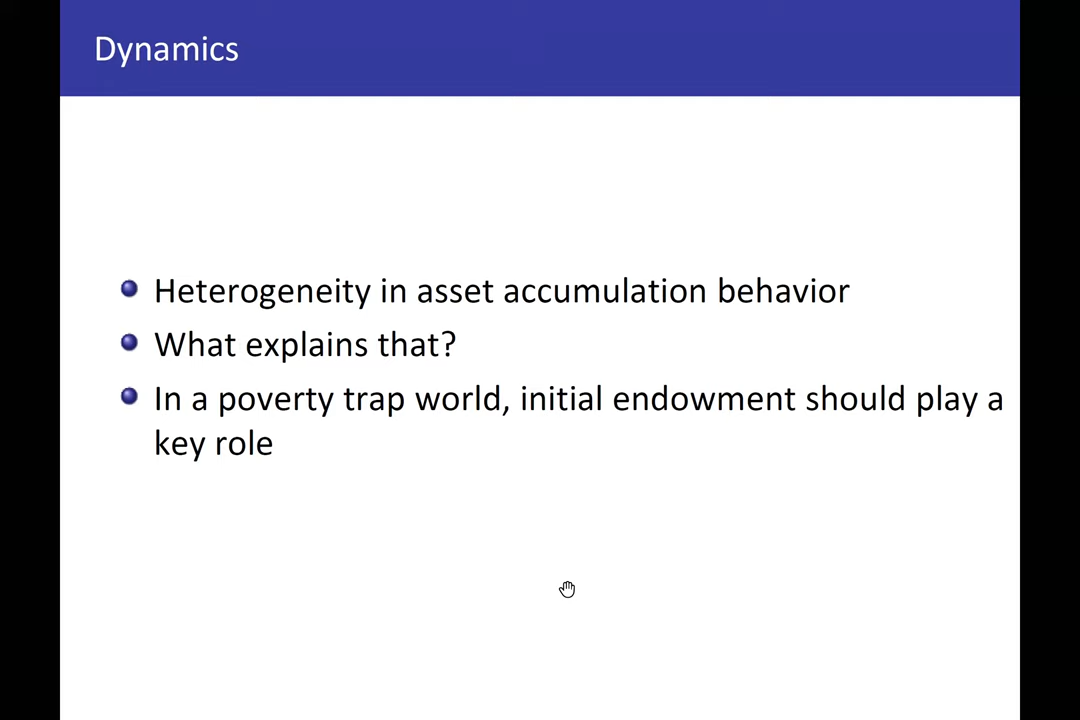 Dynamics
Heterogeneity in asset accumulation behavior
What explains that?
In a poverty trap world, initial endowment should play a
key role